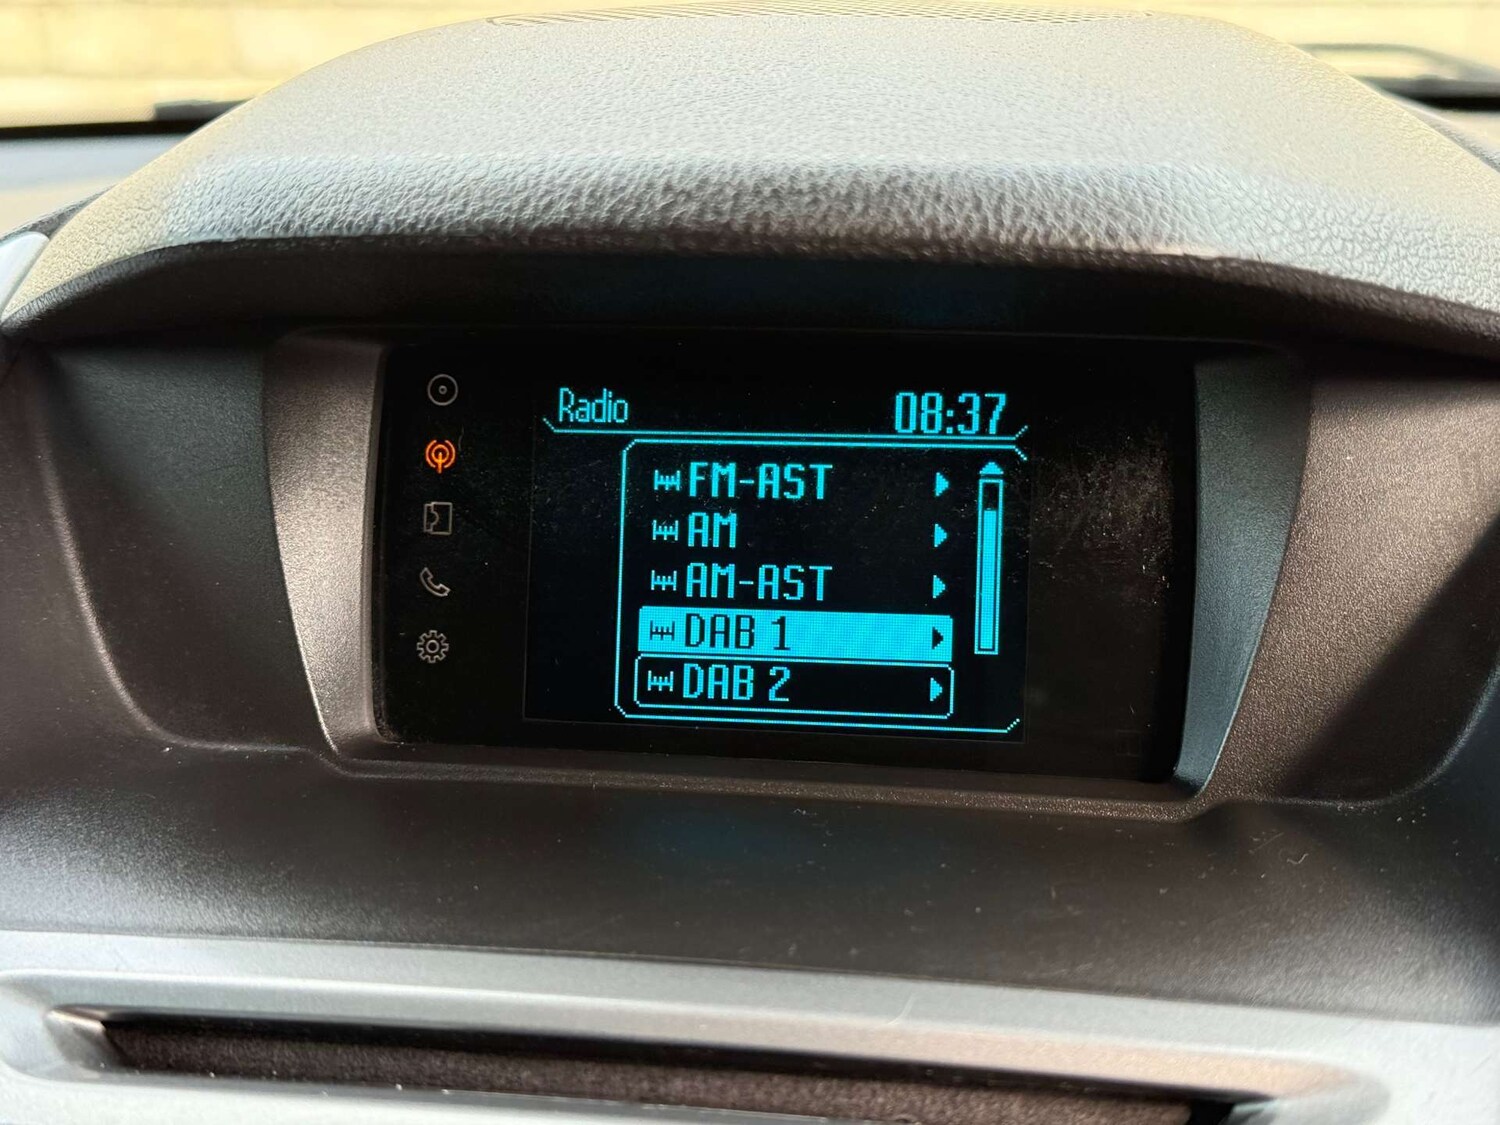 Radio 08:37
FM-AST
AM
AM-AST
DAB 1
DAB 2